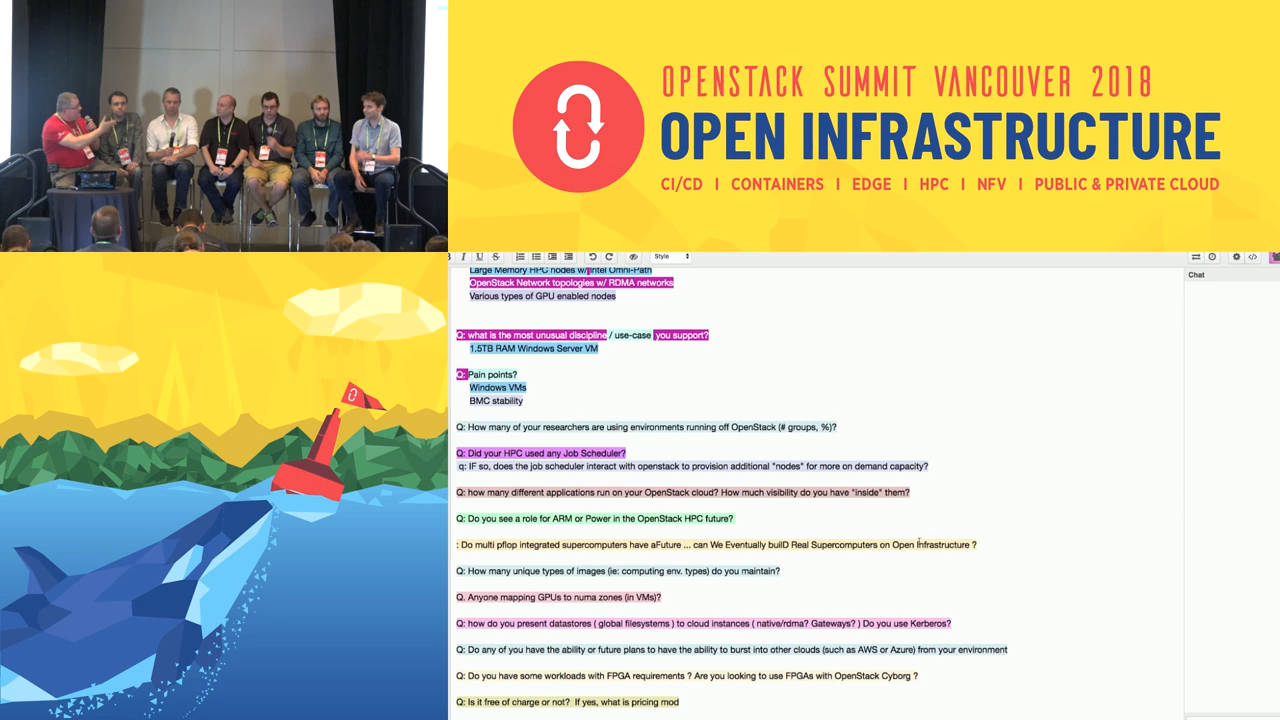 OPENSTACK SUMMIT VANCOUVER 2018
OPEN INFRASTRUCTURE
CI/CD | CONTAINERS | EDGE | HPC | NFV | PUBLIC & PRIVATE CLOUD
I U S Style
Chat
Large Memory HPC nodes w/ Intel Omni-Path
OpenStack Network topologies w/ RDMA networks
Various types of GPU enabled nodes
Q: what is the most unusual discipline / use-case you support?
1.5TB RAM Windows Server VM
Q: Pain points?
Windows VMs
BMC stability
Q: How many of your researchers are using environments running off OpenStack (# groups, %)?
Q: Did your HPC used any Job Scheduler?
q: IF so, does the job scheduler interact with openstack to provision additional "nodes" for more on demand capacity?
Q: how many different applications run on your OpenStack cloud? How much visibility do you have "inside" them?
Q: Do you see a role for ARM or Power in the OpenStack HPC future?
: Do multi pflop integrated supercomputers have aFuture ... can We Eventually builD Real Supercomputers on Open Infrastructure ?
Q: How many unique types of images (ie: computing env. types) do you maintain?
Q. Anyone mapping GPUs to numa zones (in VMs)?
Q: how do you present datastores ( global filesystems ) to cloud instances ( native/rdma? Gateways? ) Do you use Kerberos?
Q: Do any of you have the ability or future plans to have the ability to burst into other clouds (such as AWS or Azure) from your environment
Q: Do you have some workloads with FPGA requirements ? Are you looking to use FPGAs with OpenStack Cyborg ?
Q: Is it free of charge or not? If yes, what is pricing mod